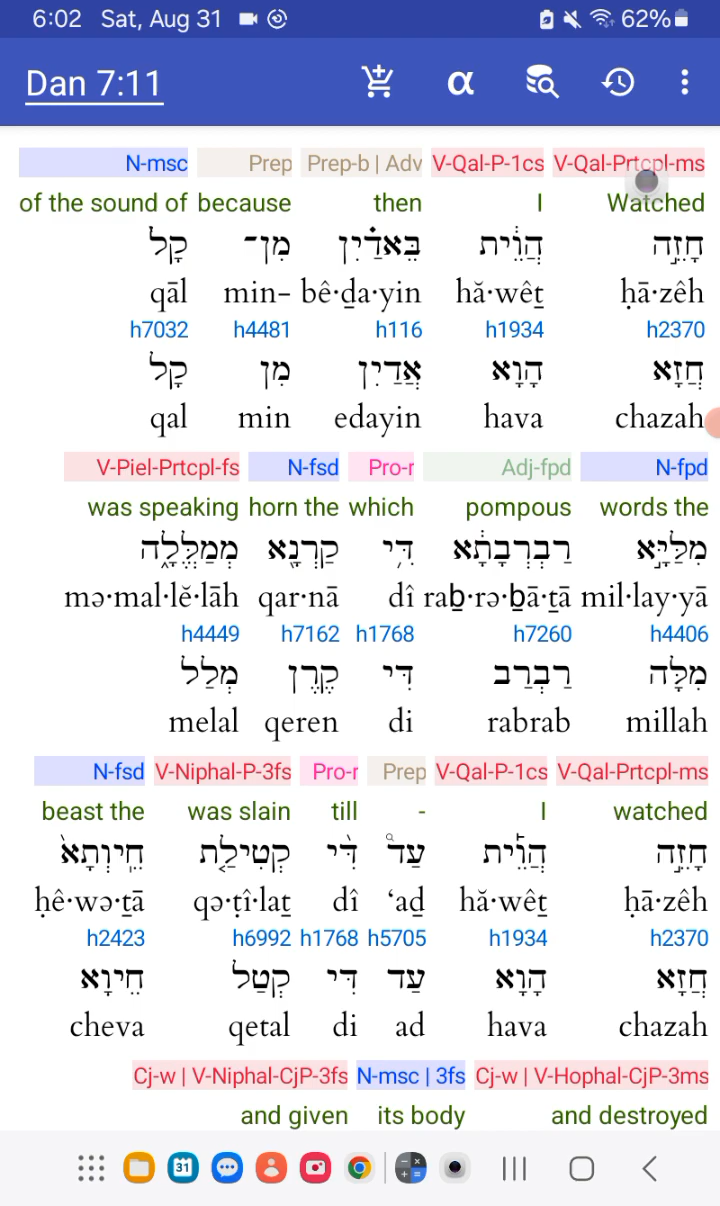 6:02 Sat, Aug 31 62%
Dan 7:11 α
N-msc Prep Prep-b | Adv V-Qal-P-1cs V-Qal-Prtcpl-ms
of the sound of because then I Watched
חָזֵ֣ה הֲוֵ֔ית בֵּאדַ֗יִן מִן־ קָל
qāl min- bê·ḏa·yin hă·wêṯ ḥā·zêh
h7032 h4481 h116 h1934 h2370
חֲזָא הָוָא אֱדַיִן מִן קָל
qal min edayin hava chazah
V-Piel-Prtcpl-fs N-fsd Pro-r Adj-fpd N-fpd
was speaking horn the which pompous words the
מִלַּיָּ֣א רַבְרְבָתָ֔א דִּ֥י קַרְנָ֖א מְמַלֱּלָ֑ה
mə·mal·lĕ·lāh qar·nā dî raḇ·rə·ḇā·ṯā mil·lay·yā
h4449 h7162 h1768 h7260 h4406
מִלָּה רַבְרַב דִּי קֶרֶן מְלַל
melal qeren di rabrab millah
N-fsd V-Niphal-P-3fs Pro-r Prep V-Qal-P-1cs V-Qal-Prtcpl-ms
beast the was slain till - I watched
חָזֵ֣ה הֲוֵ֡ית עַד֩ דִּ֨י קְטִילַ֤ת חֵֽיוְתָא֙
ḥê·wə·ṯā qə·ṭî·laṯ dî ‘aḏ hă·wêṯ ḥā·zêh
h2423 h6992 h1768 h5705 h1934 h2370
חֲזָא הָוָא עַד דִּי קְטַל חֵיוָא
cheva qetal di ad hava chazah
Cj-w | V-Niphal-CjP-3fs N-msc | 3fs Cj-w | V-Hophal-CjP-3ms
and given its body and destroyed
31